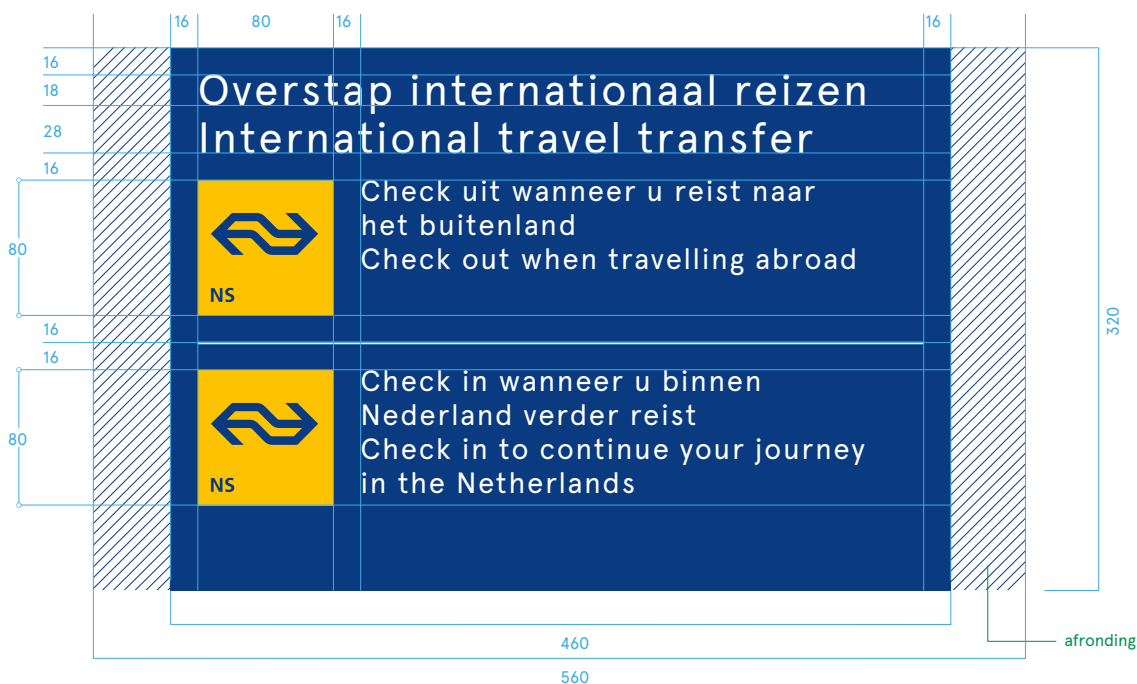 16 80 16 16
16
18
28
16
80
16
16
80
Overstap internationaal reizen
International travel transfer
Check uit wanneer u reist naar
het buitenland
Check out when travelling abroad
NS
Check in wanneer u binnen
Nederland verder reist
Check in to continue your journey
in the Netherlands
NS
320
afronding
460
560